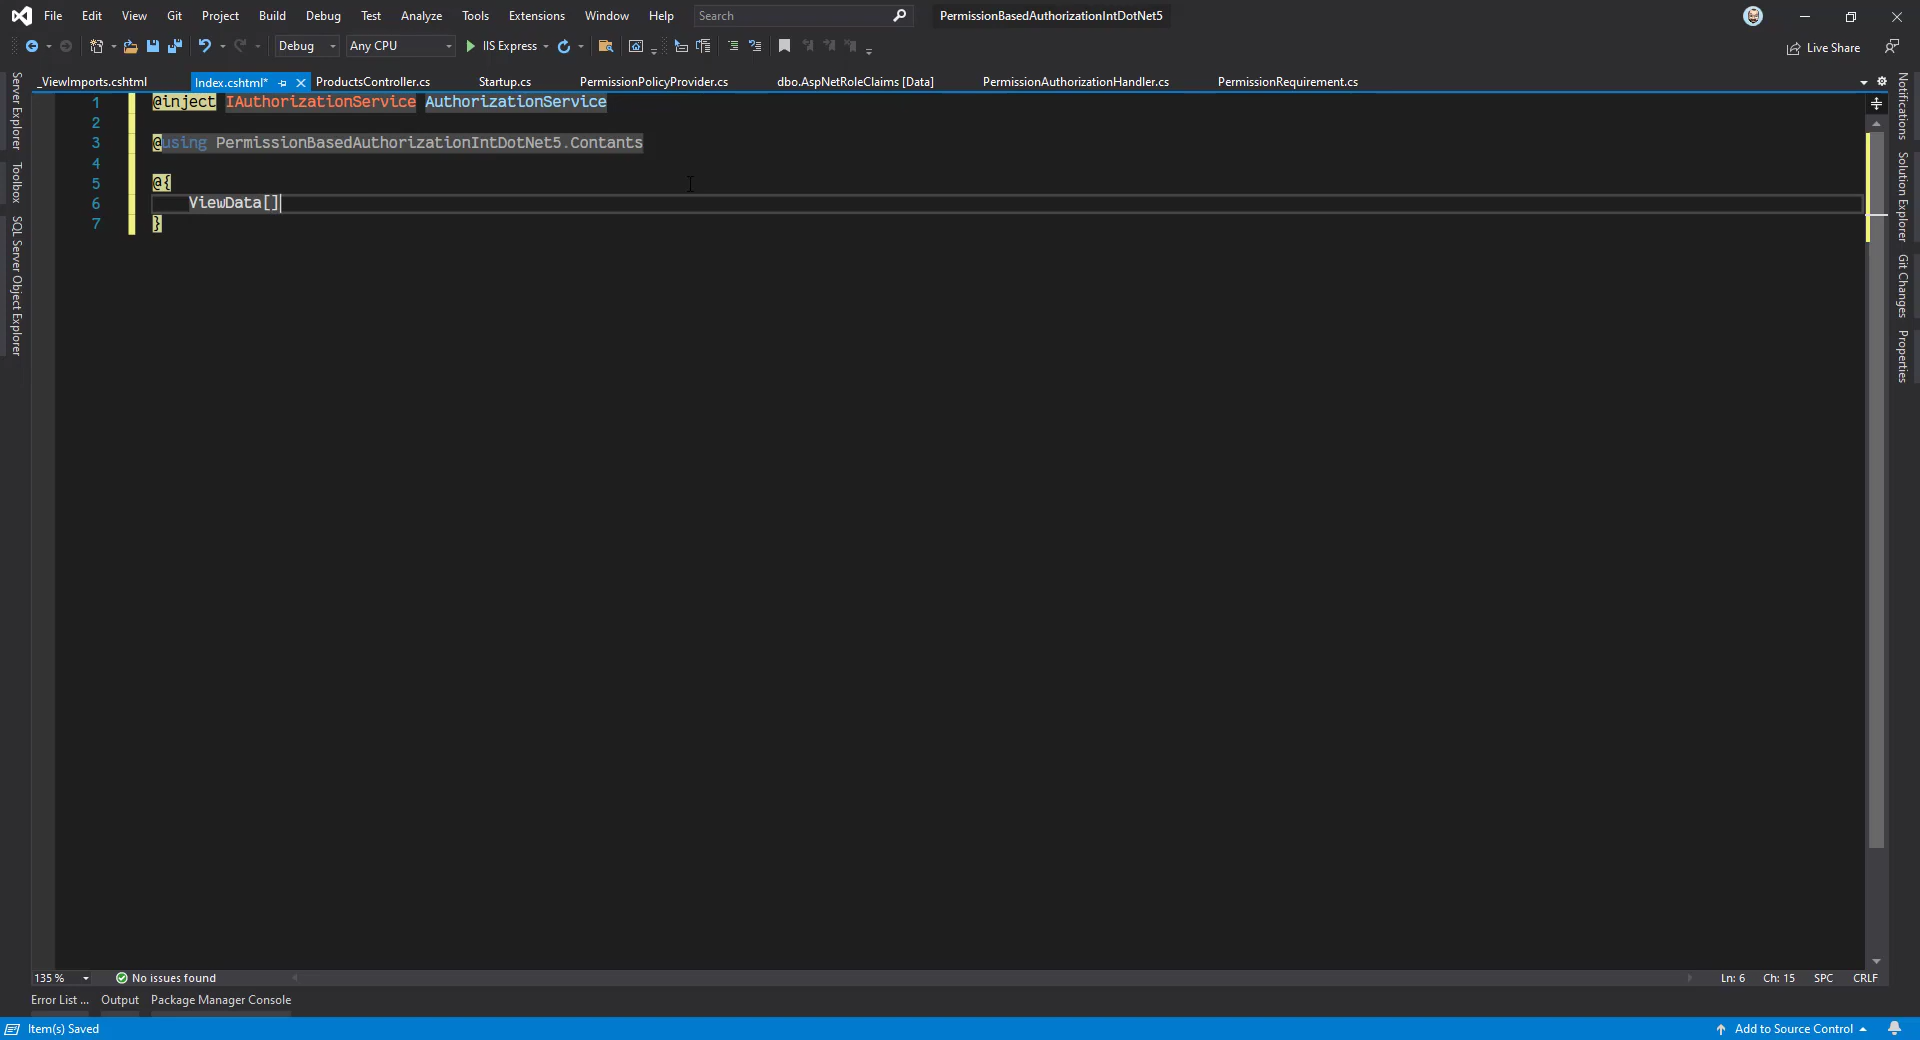 File Edit View Git Project Build Debug Test Analyze Tools Extensions Window Help Search PermissionBasedAuthorizationIntDotNet5
Debug Any CPU IIS Express Live Share
_ViewImports.cshtml Index.cshtml* ProductsController.cs Startup.cs PermissionPolicyProvider.cs dbo.AspNetRoleClaims [Data] PermissionAuthorizationHandler.cs PermissionRequirement.cs
Server Explorer
Toolbox
SQL Server Object Explorer
1 @inject IAuthorizationService AuthorizationService
2
3 @using PermissionBasedAuthorizationIntDotNet5.Contants
4
5 @{
6 ViewData[]
7 }
Notifications
Solution Explorer
Git Changes
Properties
135 % No issues found Ln: 6 Ch: 15 SPC CRLF
Error List ... Output Package Manager Console
Item(s) Saved Add to Source Control